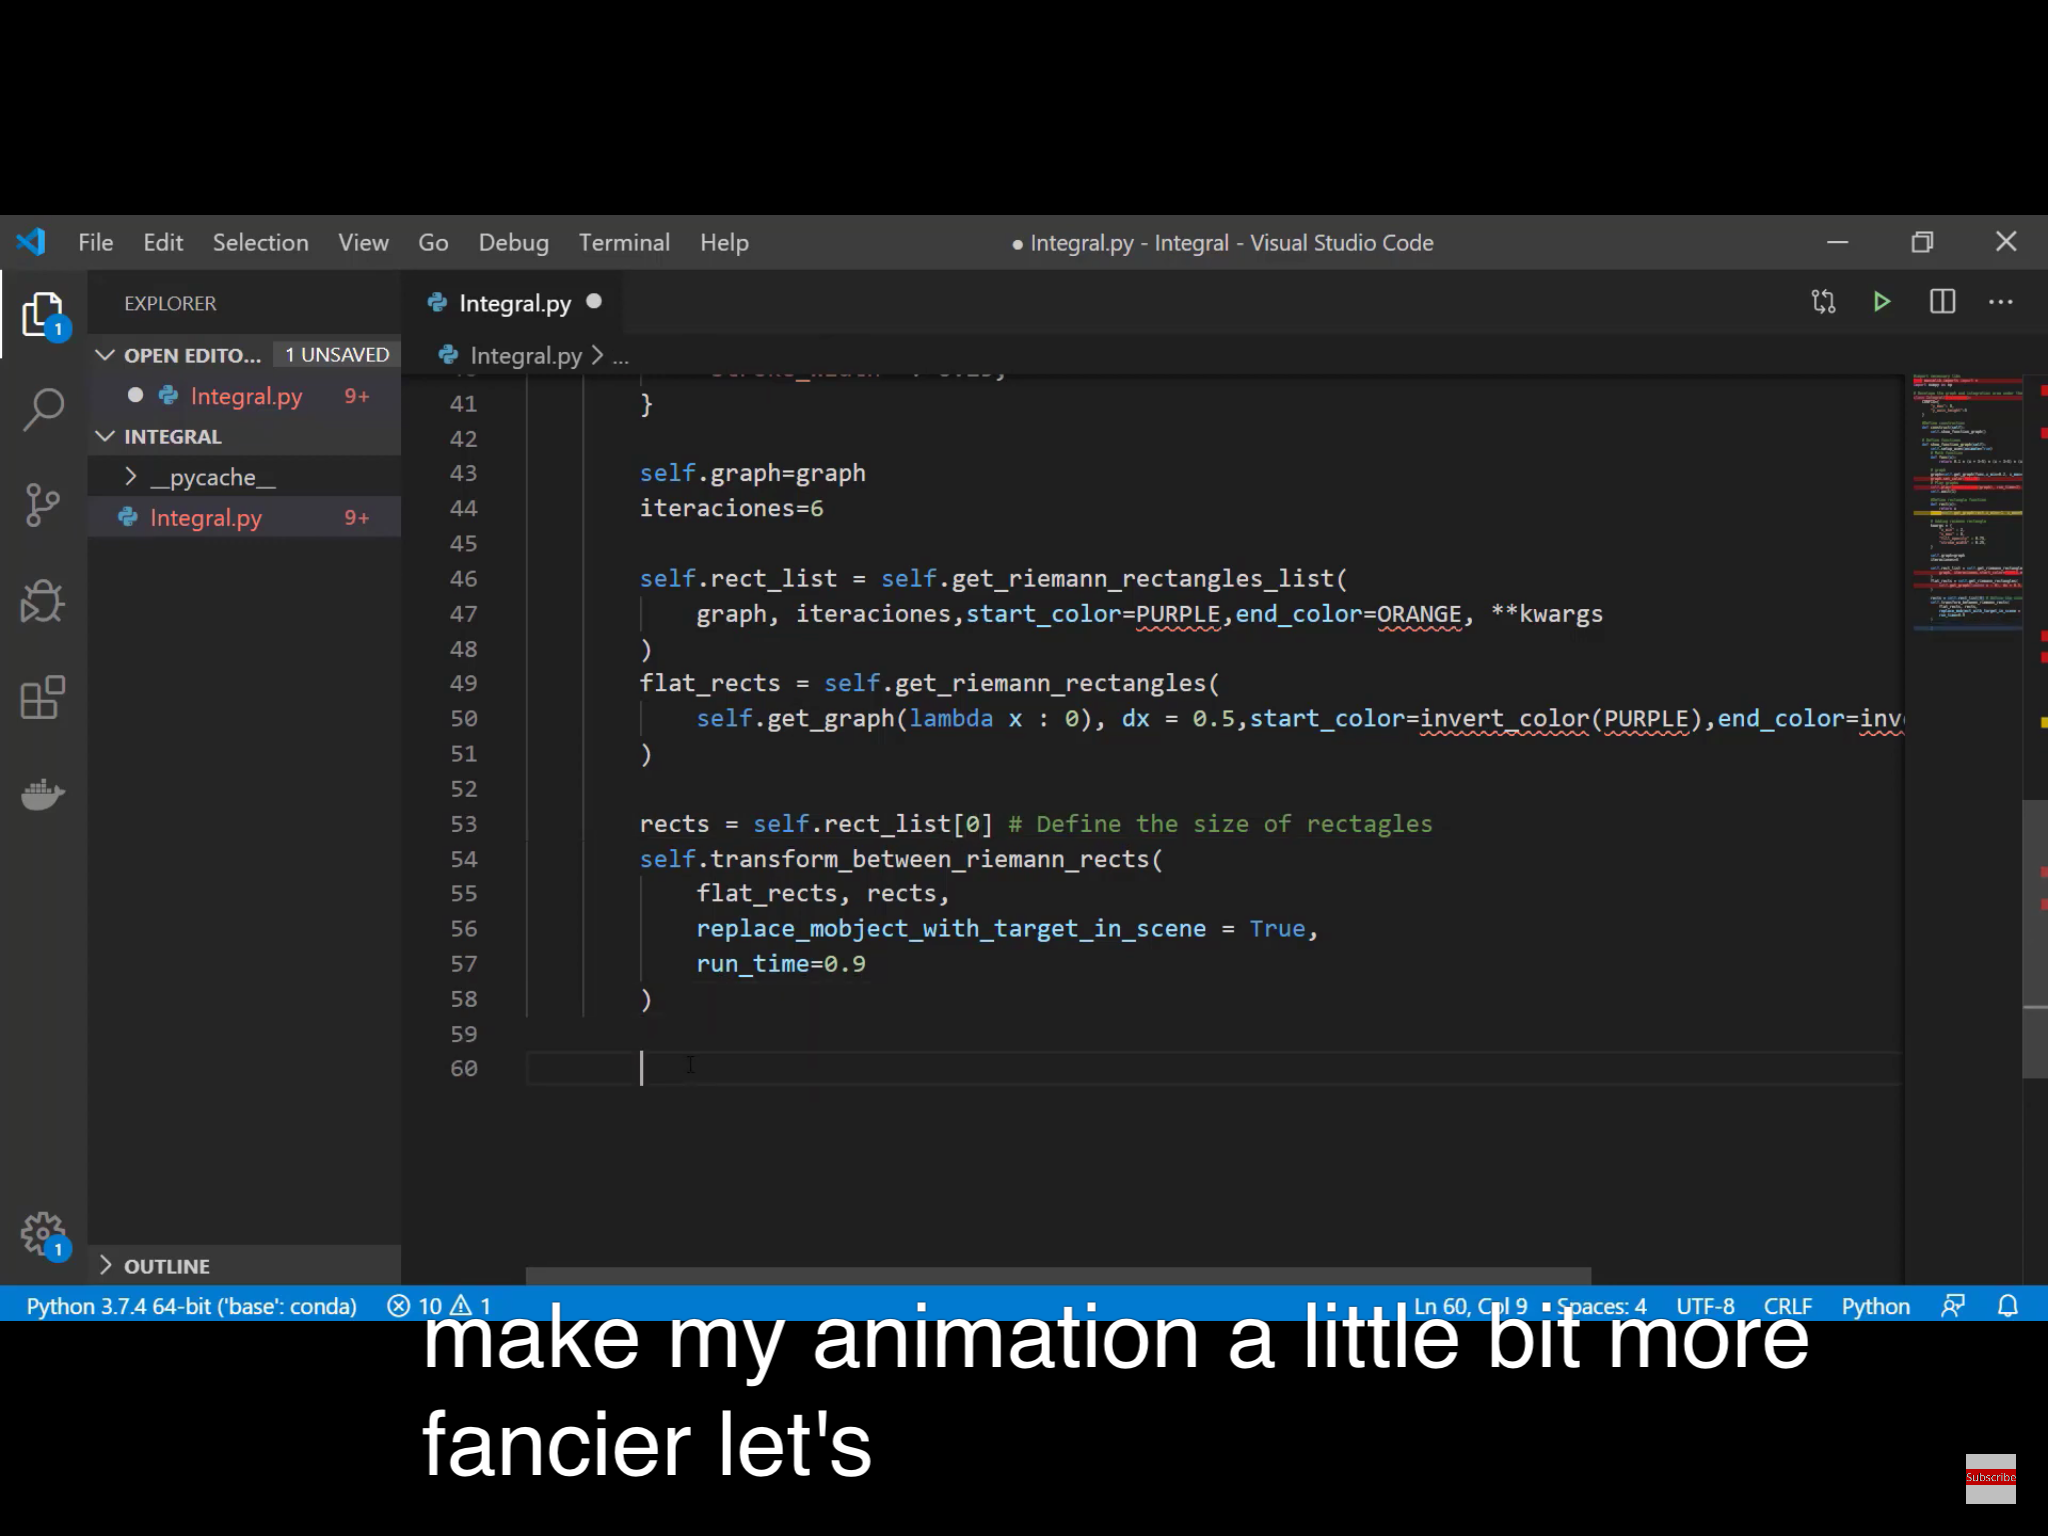 File Edit Selection View Go Debug Terminal Help
● Integral.py - Integral - Visual Studio Code
EXPLORER
OPEN EDITO... 1 UNSAVED
Integral.py 9+
INTEGRAL
__pycache__
Integral.py 9+
OUTLINE
Integral.py
Integral.py > ...
41 }
42
43 self.graph=graph
44 iteraciones=6
45
46 self.rect_list = self.get_riemann_rectangles_list(
47 graph, iteraciones,start_color=PURPLE,end_color=ORANGE, **kwargs
48 )
49 flat_rects = self.get_riemann_rectangles(
50 self.get_graph(lambda x : 0), dx = 0.5,start_color=invert_color(PURPLE),end_color=inv
51 )
52
53 rects = self.rect_list[0] # Define the size of rectagles
54 self.transform_between_riemann_rects(
55 flat_rects, rects,
56 replace_mobject_with_target_in_scene = True,
57 run_time=0.9
58 )
59
60
Python 3.7.4 64-bit ('base': conda) 10 1 Ln 60, Col 9 Spaces: 4 UTF-8 CRLF Python
make my animation a little bit more
fancier let's
Subscribe